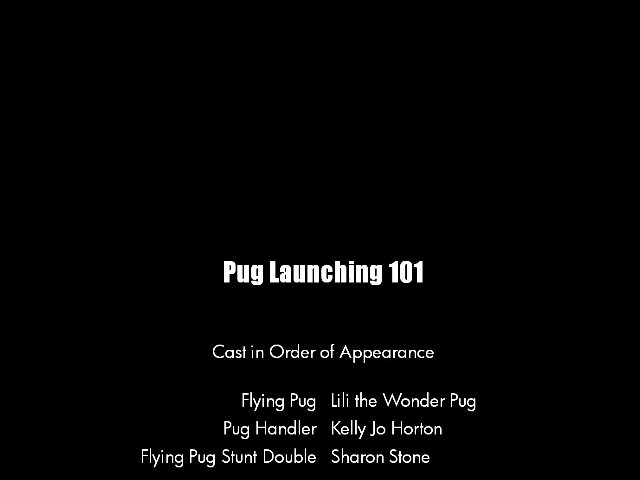 Pug Launching 101
Cast in Order of Appearance
Flying Pug Lili the Wonder Pug
Pug Handler Kelly Jo Horton
Flying Pug Stunt Double Sharon Stone